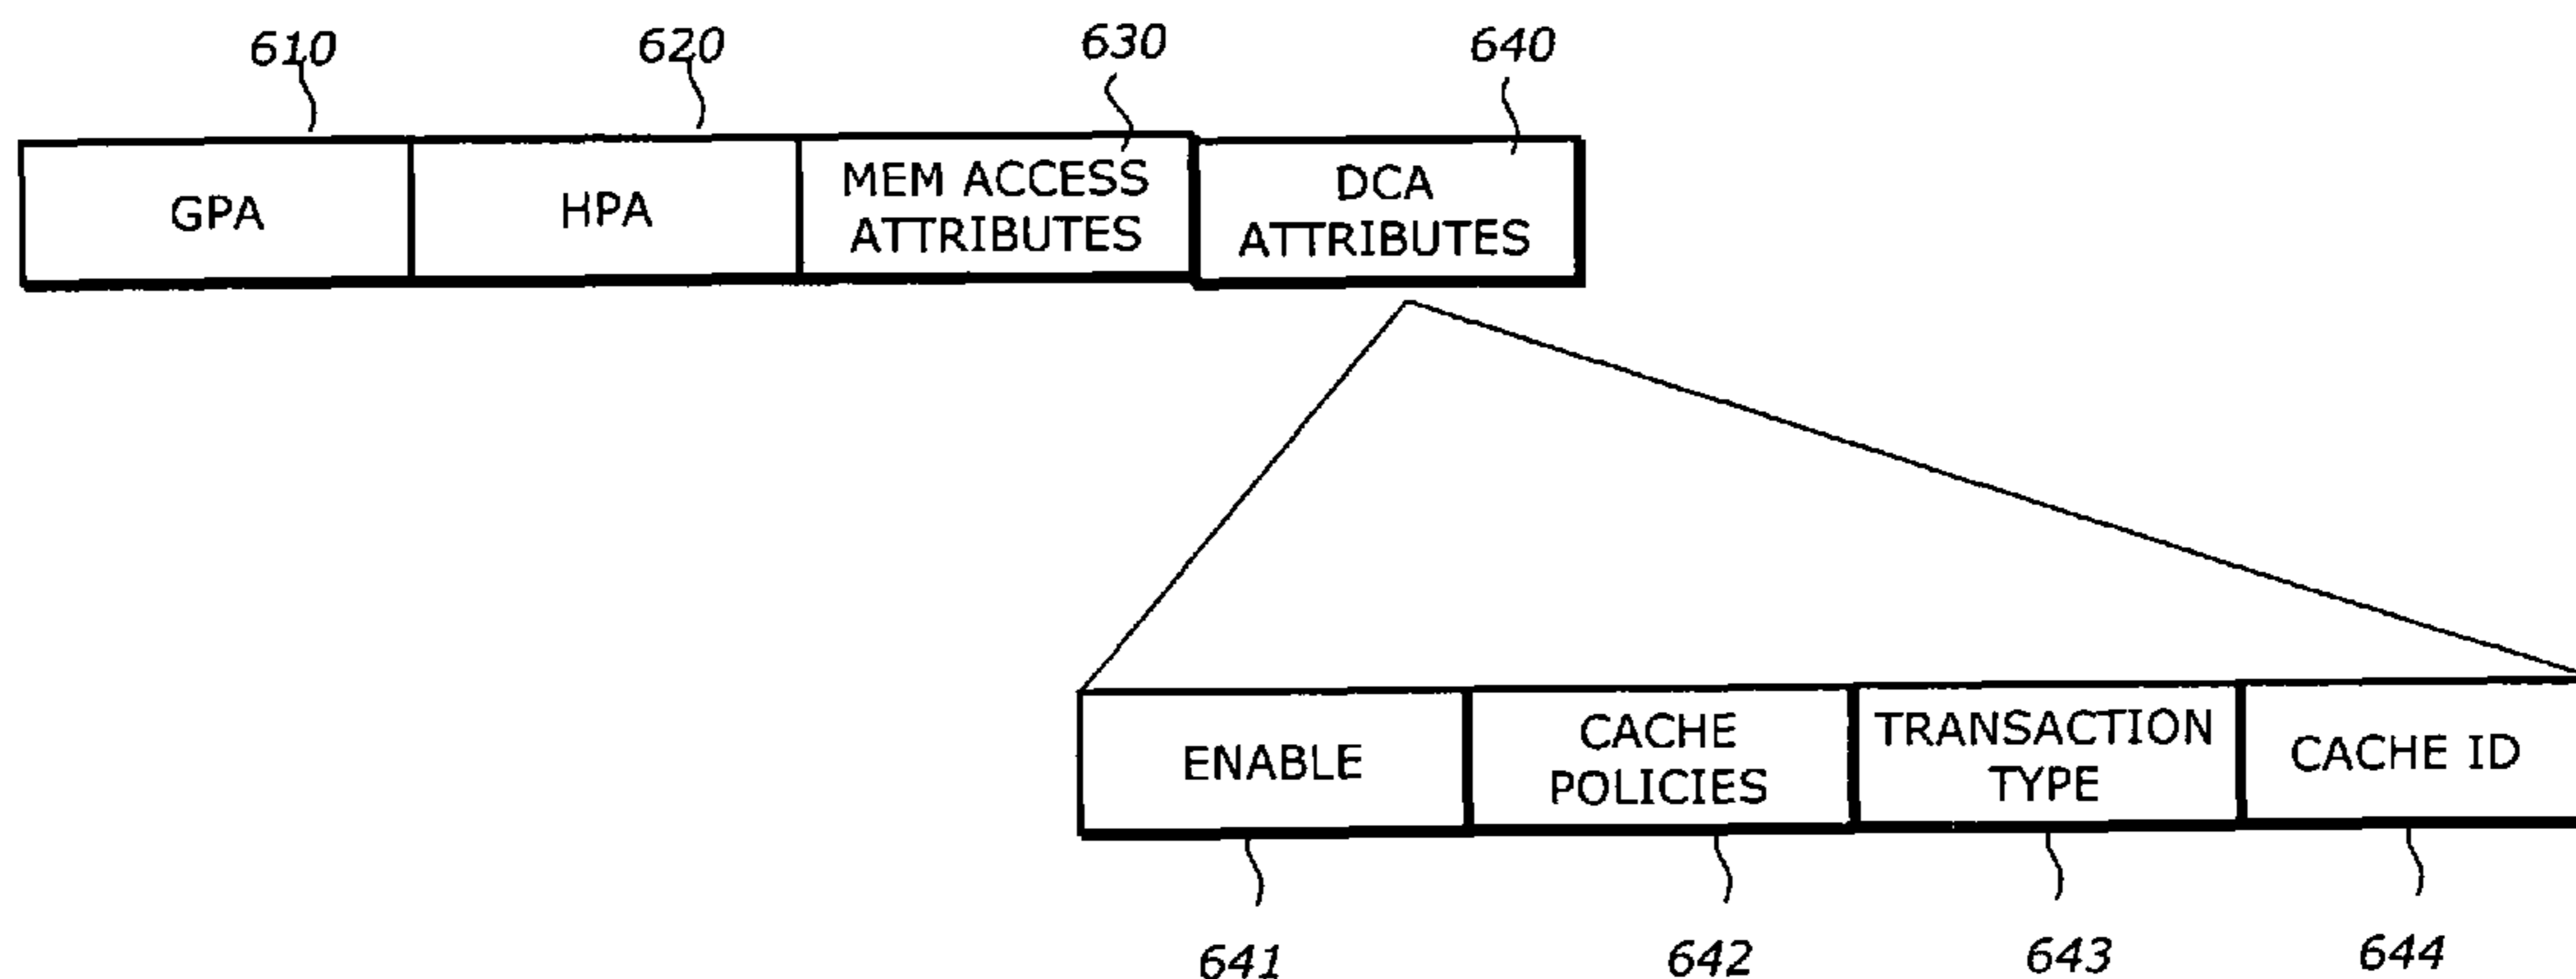 610 620 630 640
GPA HPA MEM ACCESS ATTRIBUTES DCA ATTRIBUTES
ENABLE CACHE POLICIES TRANSACTION TYPE CACHE ID
641 642 643 644